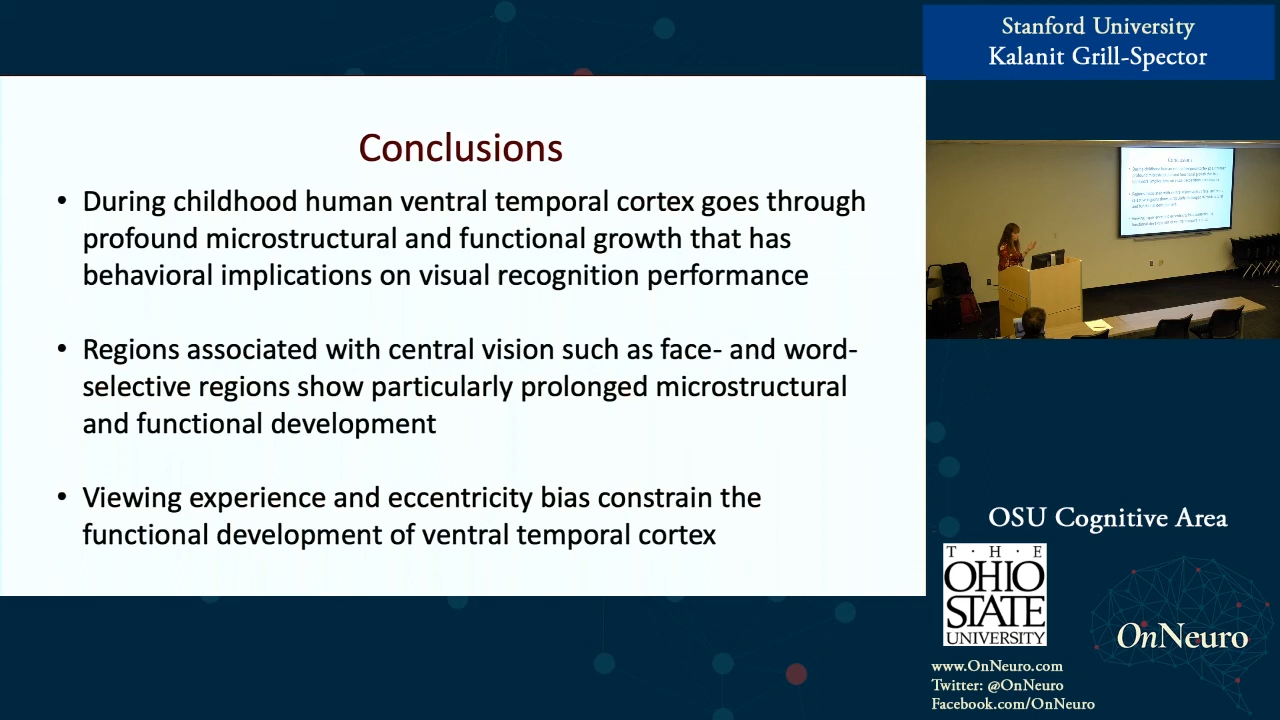 Stanford University
Kalanit Grill-Spector
Conclusions
• During childhood human ventral temporal cortex goes through
profound microstructural and functional growth that has
behavioral implications on visual recognition performance
• Regions associated with central vision such as face- and word-
selective regions show particularly prolonged microstructural
and functional development
• Viewing experience and eccentricity bias constrain the
functional development of ventral temporal cortex
OSU Cognitive Area
T · H · E
OHIO
STATE
UNIVERSITY
OnNeuro
www.OnNeuro.com
Twitter: @OnNeuro
Facebook.com/OnNeuro